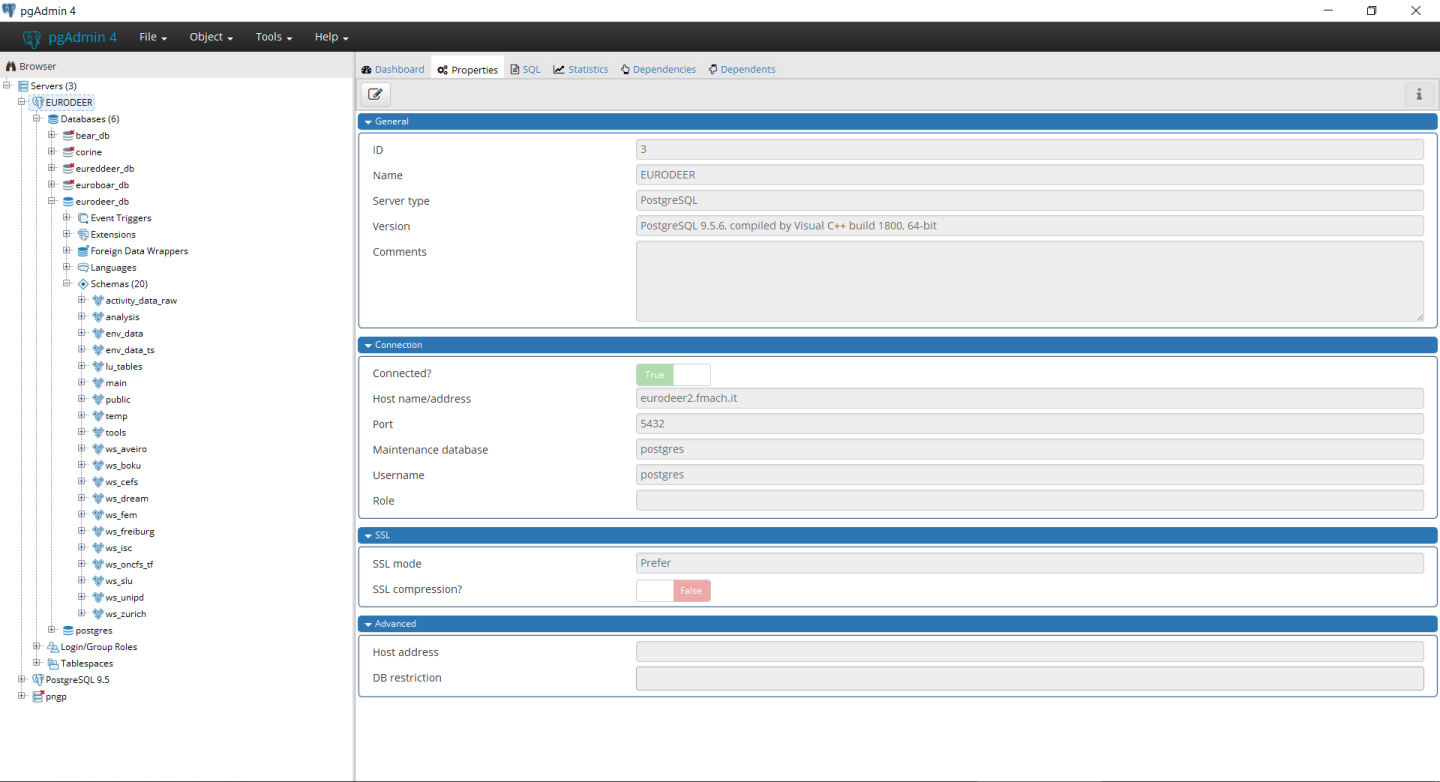 pgAdmin 4
pgAdmin 4 File Object Tools Help
Browser
Servers (3)
EURODEER
Databases (6)
bear_db
corine
eureddeer_db
euroboar_db
eurodeer_db
Event Triggers
Extensions
Foreign Data Wrappers
Languages
Schemas (20)
activity_data_raw
analysis
env_data
env_data_ts
lu_tables
main
public
temp
tools
ws_aveiro
ws_boku
ws_cefs
ws_dream
ws_fem
ws_freiburg
ws_isc
ws_oncfs_tf
ws_slu
ws_unipd
ws_zurich
postgres
Login/Group Roles
Tablespaces
PostgreSQL 9.5
pngp
Dashboard Properties SQL Statistics Dependencies Dependents
General
ID 3
Name EURODEER
Server type PostgreSQL
Version PostgreSQL 9.5.6, compiled by Visual C++ build 1800, 64-bit
Comments
Connection
Connected? True
Host name/address eurodeer2.fmach.it
Port 5432
Maintenance database postgres
Username postgres
Role
SSL
SSL mode Prefer
SSL compression? False
Advanced
Host address
DB restriction